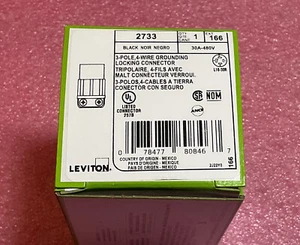 2733
1
166
BLACK NOIR NEGRO
30A-480V
3-POLE,4-WIRE GROUNDING
LOCKING CONNECTOR
TRIPOLAIRE, 4-FILS AVEC
MALT CONNECTEUR VERROUI.
3-POLOS,4-CABLES A TIERRA
CONECTOR CON SEGURO
L16-30R
UL
LISTED
CONNECTOR
NOM
ANCE
COUNTRY OF ORIGIN - MEXICO
PAYS D'ORIGINE - MEXIQUE
PAIS DE ORIGEN - MEXICO
LEVITON
0 78477 80846 7
166